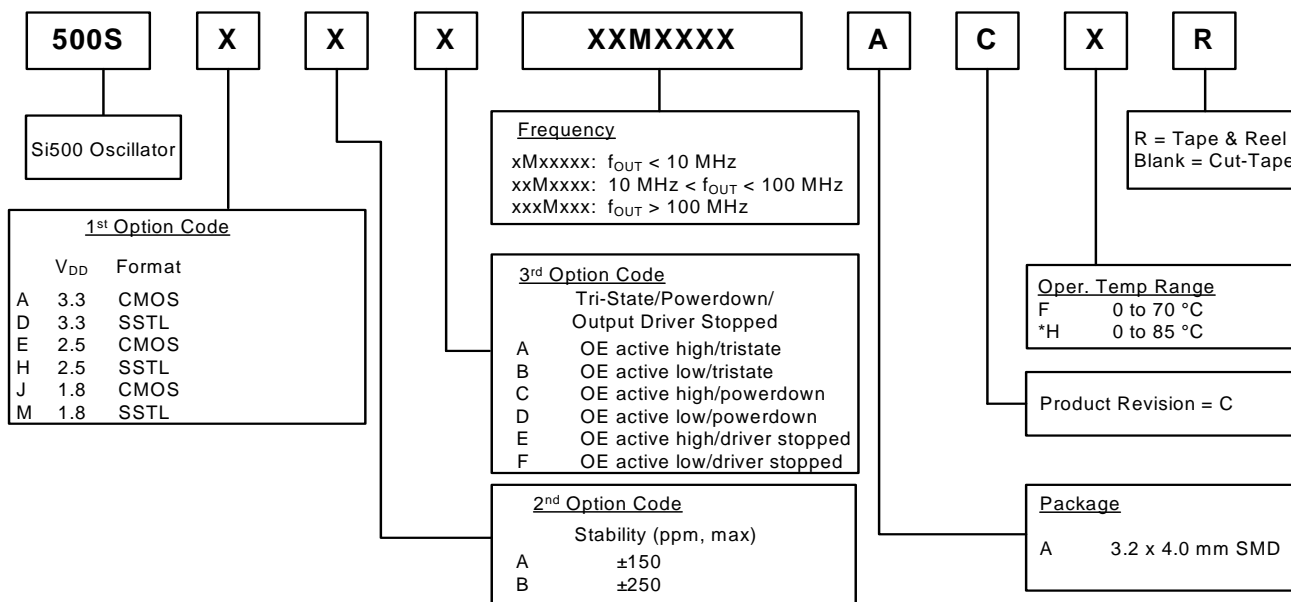 500S X X X XXMXXXX A C X R
Si500 Oscillator
Frequency
xMxxxxx: fOUT < 10 MHz
xxMxxxx: 10 MHz < fOUT < 100 MHz
xxxMxxx: fOUT > 100 MHz
R = Tape & Reel
Blank = Cut-Tape
1st Option Code
VDD Format
A 3.3 CMOS
D 3.3 SSTL
E 2.5 CMOS
H 2.5 SSTL
J 1.8 CMOS
M 1.8 SSTL
3rd Option Code
Tri-State/Powerdown/
Output Driver Stopped
A OE active high/tristate
B OE active low/tristate
C OE active high/powerdown
D OE active low/powerdown
E OE active high/driver stopped
F OE active low/driver stopped
Oper. Temp Range
F 0 to 70 °C
*H 0 to 85 °C
Product Revision = C
2nd Option Code
Stability (ppm, max)
A ±150
B ±250
Package
A 3.2 x 4.0 mm SMD